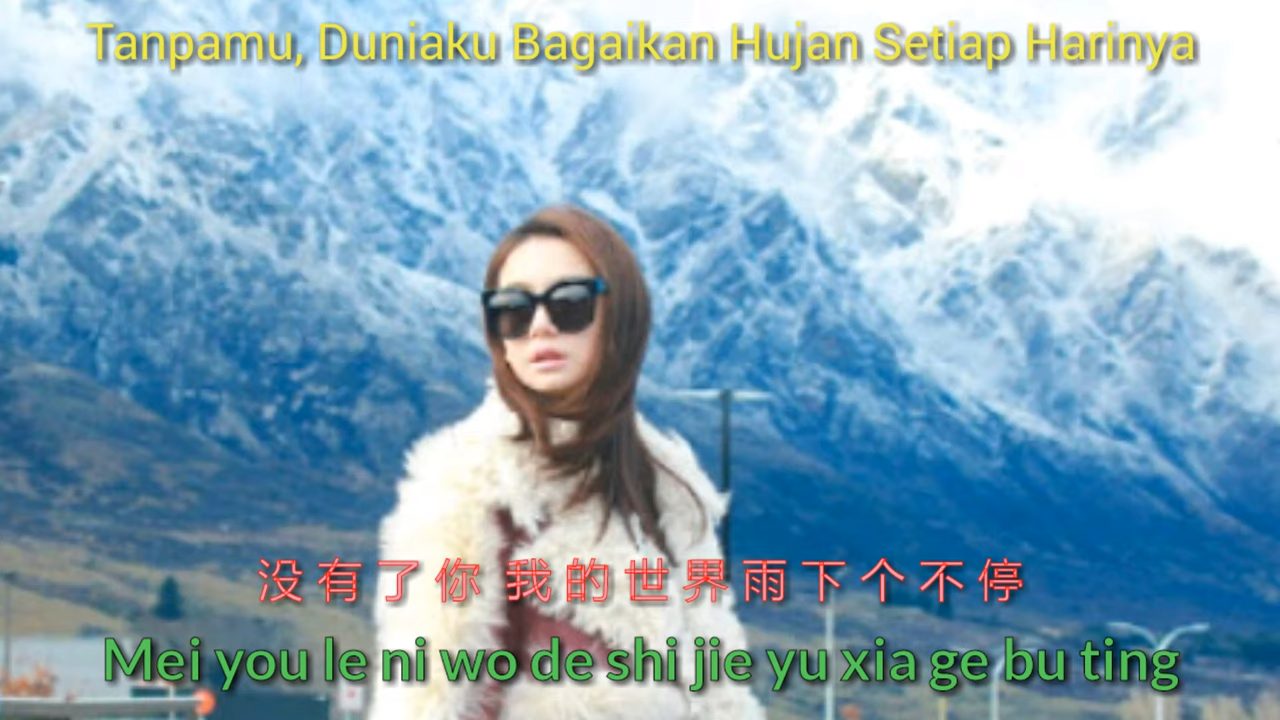 Tanpamu, Duniaku Bagaikan Hujan Setiap Harinya
没有了你 我的世界雨下个不停
Mei you le ni wo de shi jie yu xia ge bu ting